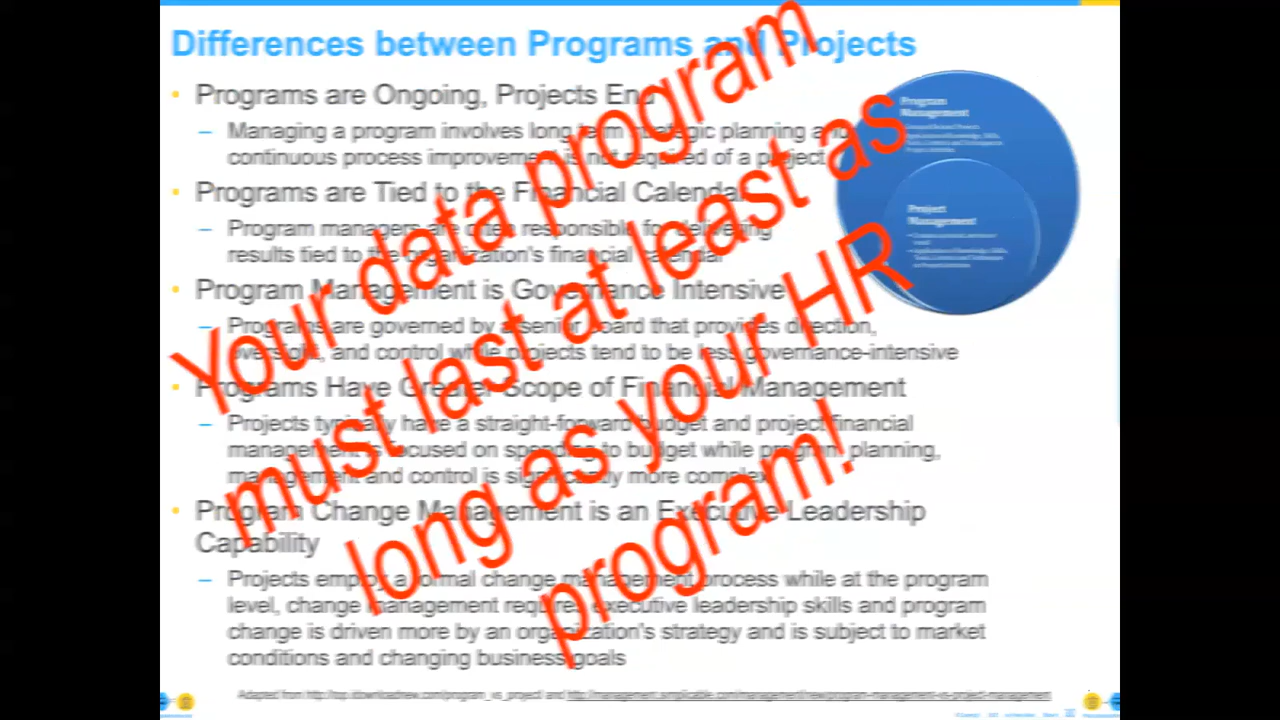 Differences between Programs and Projects
• Programs are Ongoing, Projects End
– Managing a program involves long term strategic planning and
continuous process improvement is not required of a project.
• Programs are Tied to the Financial Calendar
– Program managers are often responsible for delivering
results tied to the organization's financial calendar
• Program Management is Governance Intensive
– Programs are governed by a senior board that provides direction,
oversight, and control while projects tend to be less governance-intensive
• Programs Have Greater Scope of Financial Management
– Projects typically have a straight-forward budget and project financial
management is focused on spending to budget while program planning,
management and control is significantly more complex
• Program Change Management is an Executive Leadership
Capability
– Projects employ a formal change management process while at the program
level, change management requires executive leadership skills and program
change is driven more by an organization's strategy and is subject to market
conditions and changing business goals
Your data program
must last at least as
long as your HR
program!
Program
Management
Project
Management
Adapted from